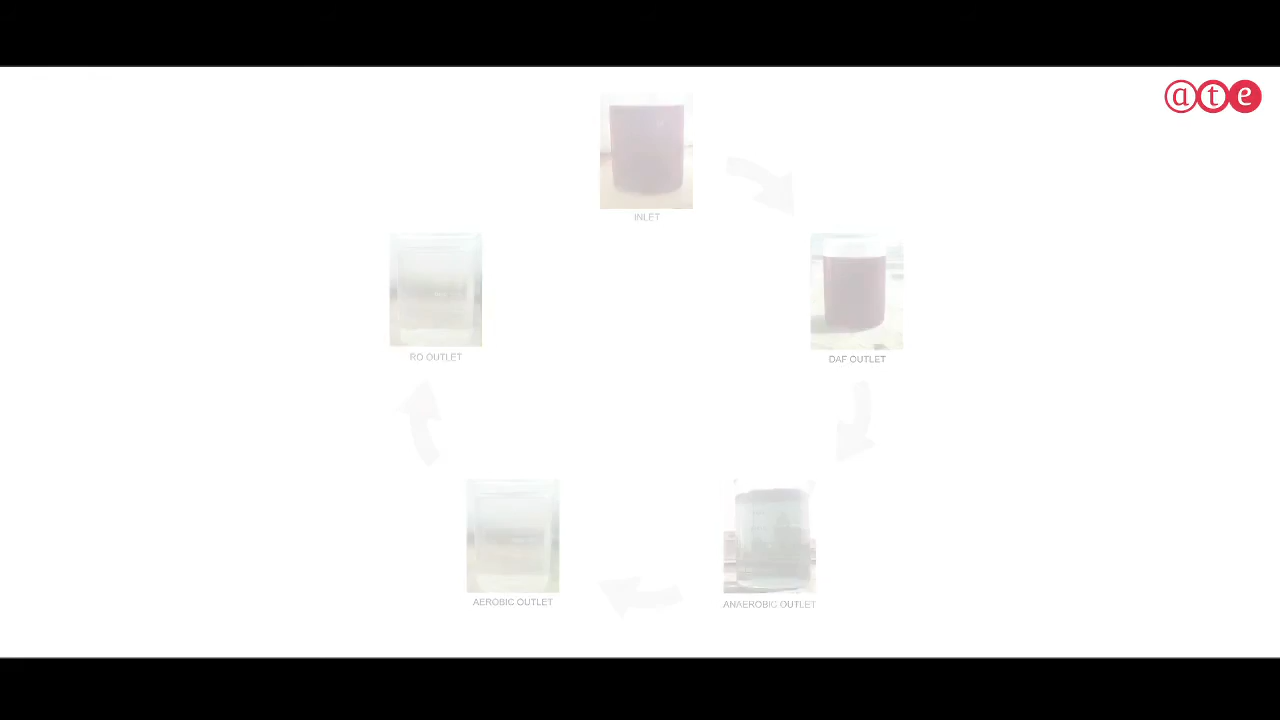 ate
INLET
DAF OUTLET
ANAEROBIC OUTLET
AEROBIC OUTLET
RO OUTLET